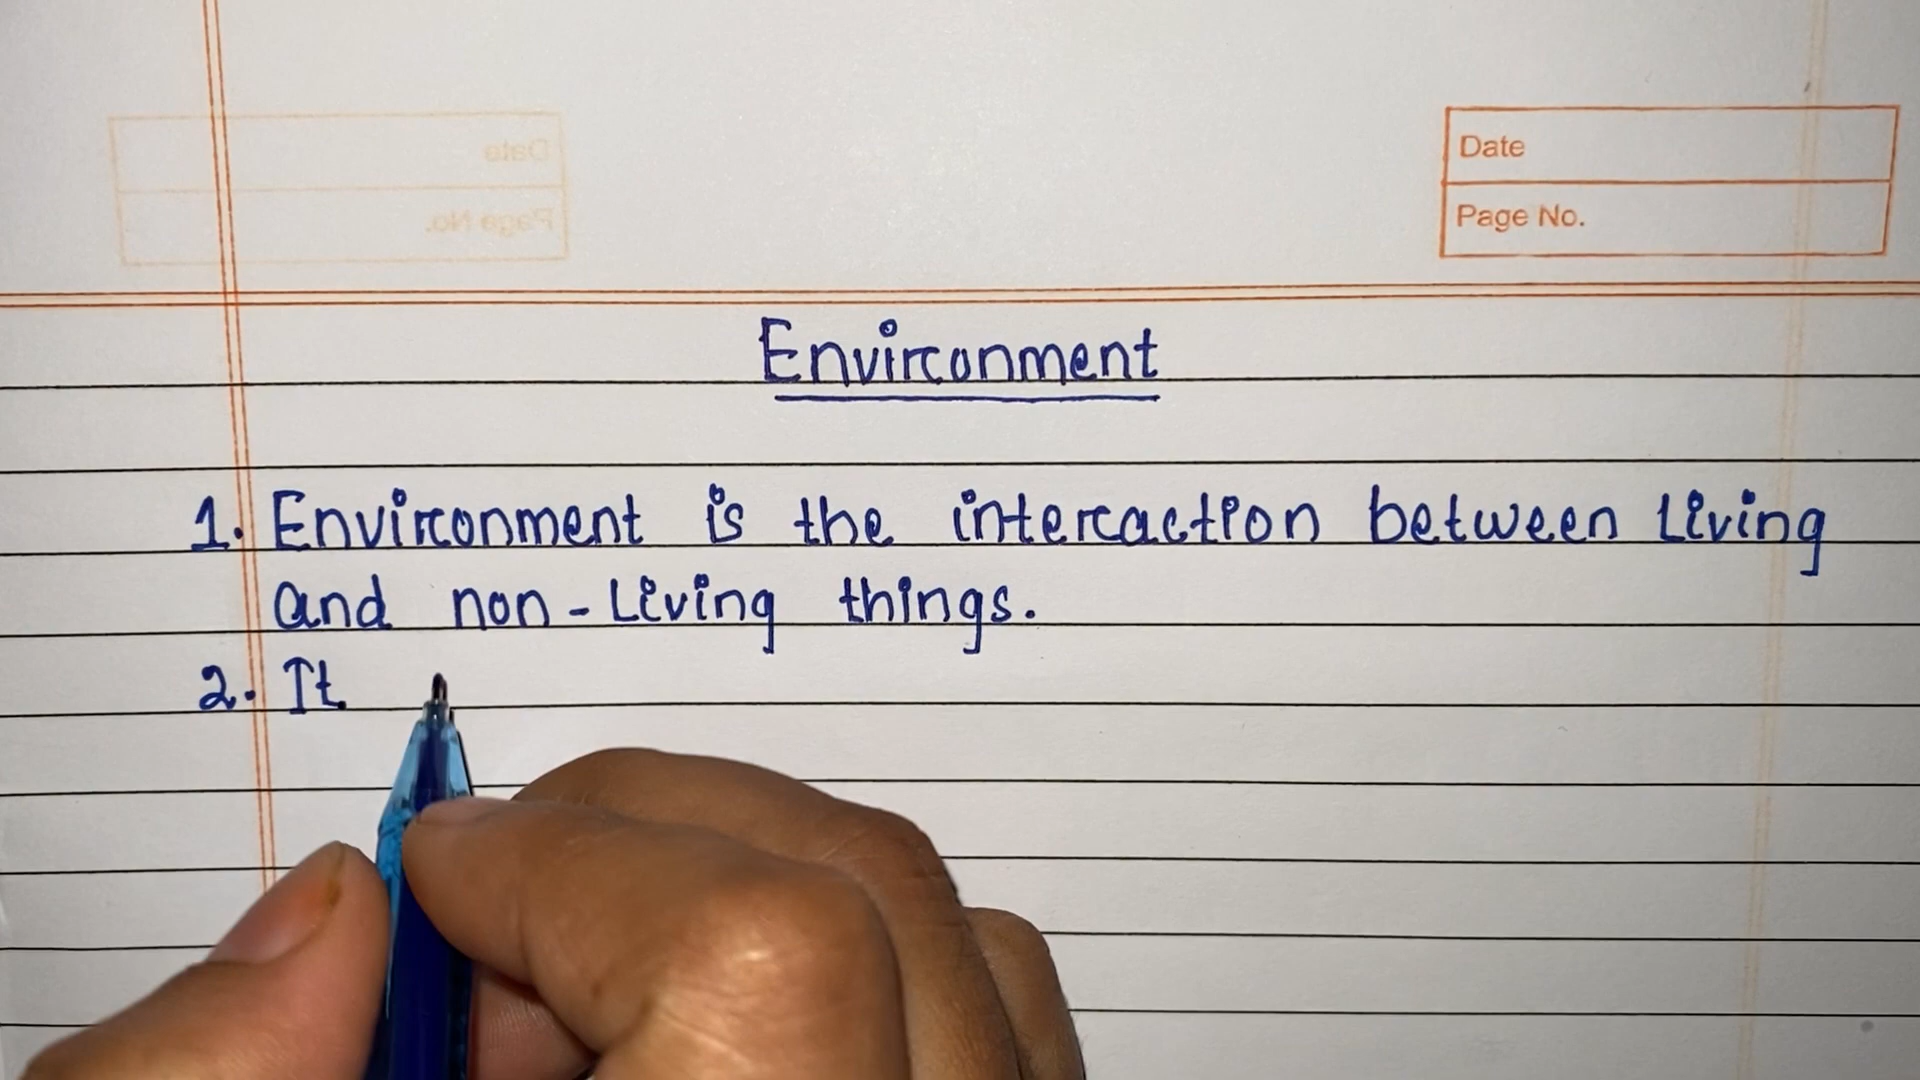 Date
Page No.
Environment
1. Environment is the interaction between Living
and non-Living things.
2. It